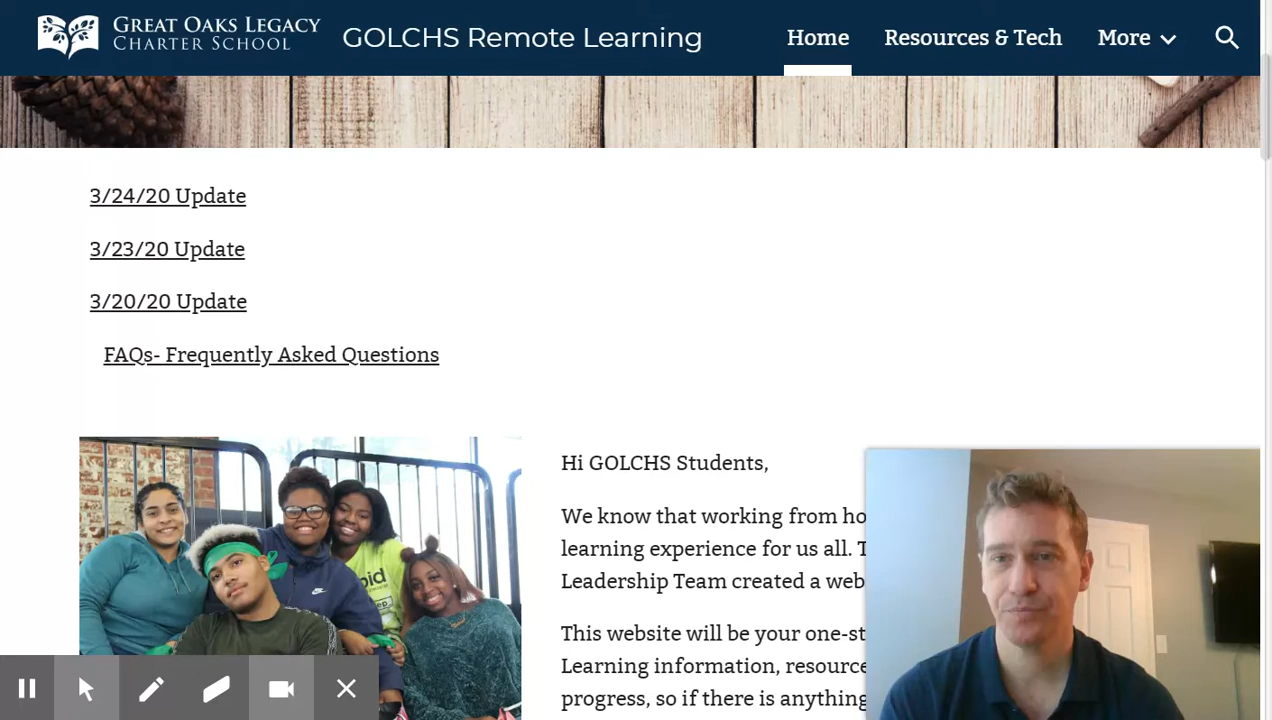 GREAT OAKS LEGACY
CHARTER SCHOOL
GOLCHS Remote Learning
Home
Resources & Tech
More
3/24/20 Update
3/23/20 Update
3/20/20 Update
FAQs- Frequently Asked Questions
Hi GOLCHS Students,
We know that working from ho
learning experience for us all. T
Leadership Team created a web
This website will be your one-st
Learning information, resource
progress, so if there is anything